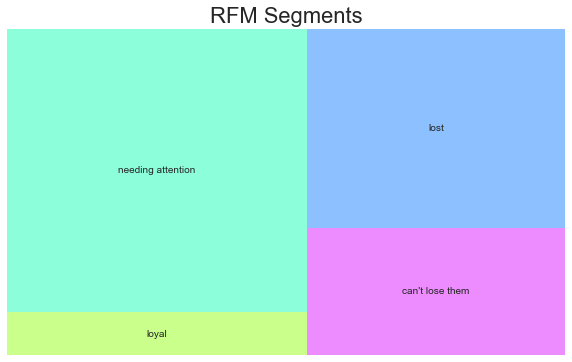 RFM Segments
needing attention
lost
can't lose them
loyal